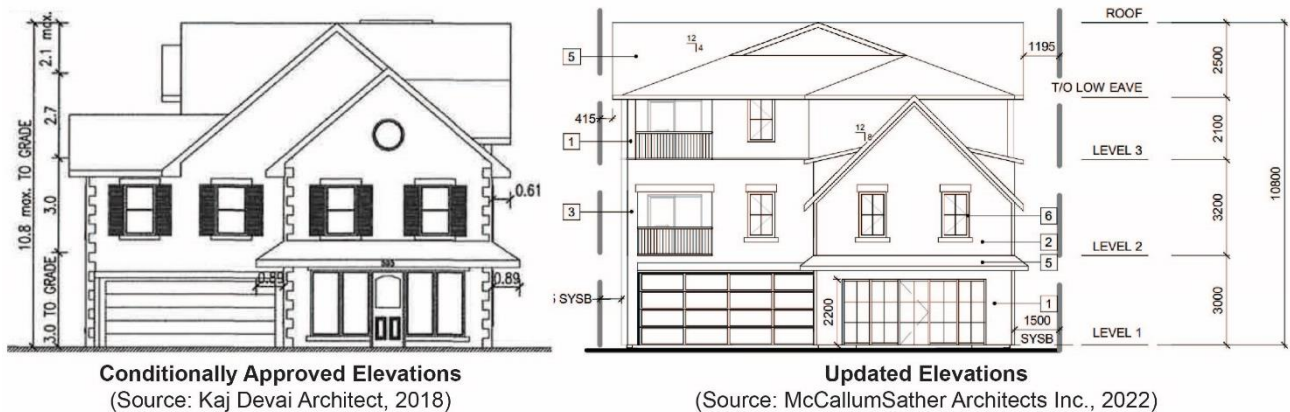 2.1 max.
2.7
3.0
3.0 TO GRADE
10.8 max. TO GRADE
0.61
0.89
0.89
Conditionally Approved Elevations
(Source: Kaj Devai Architect, 2018)
ROOF
12
4
5
1195
2500
T/O LOW EAVE
415
1
12
8
2100
LEVEL 3
10800
3
6
3200
2
LEVEL 2
5
SYSB
2200
1
3000
1500
SYSB
LEVEL 1
Updated Elevations
(Source: McCallumSather Architects Inc., 2022)